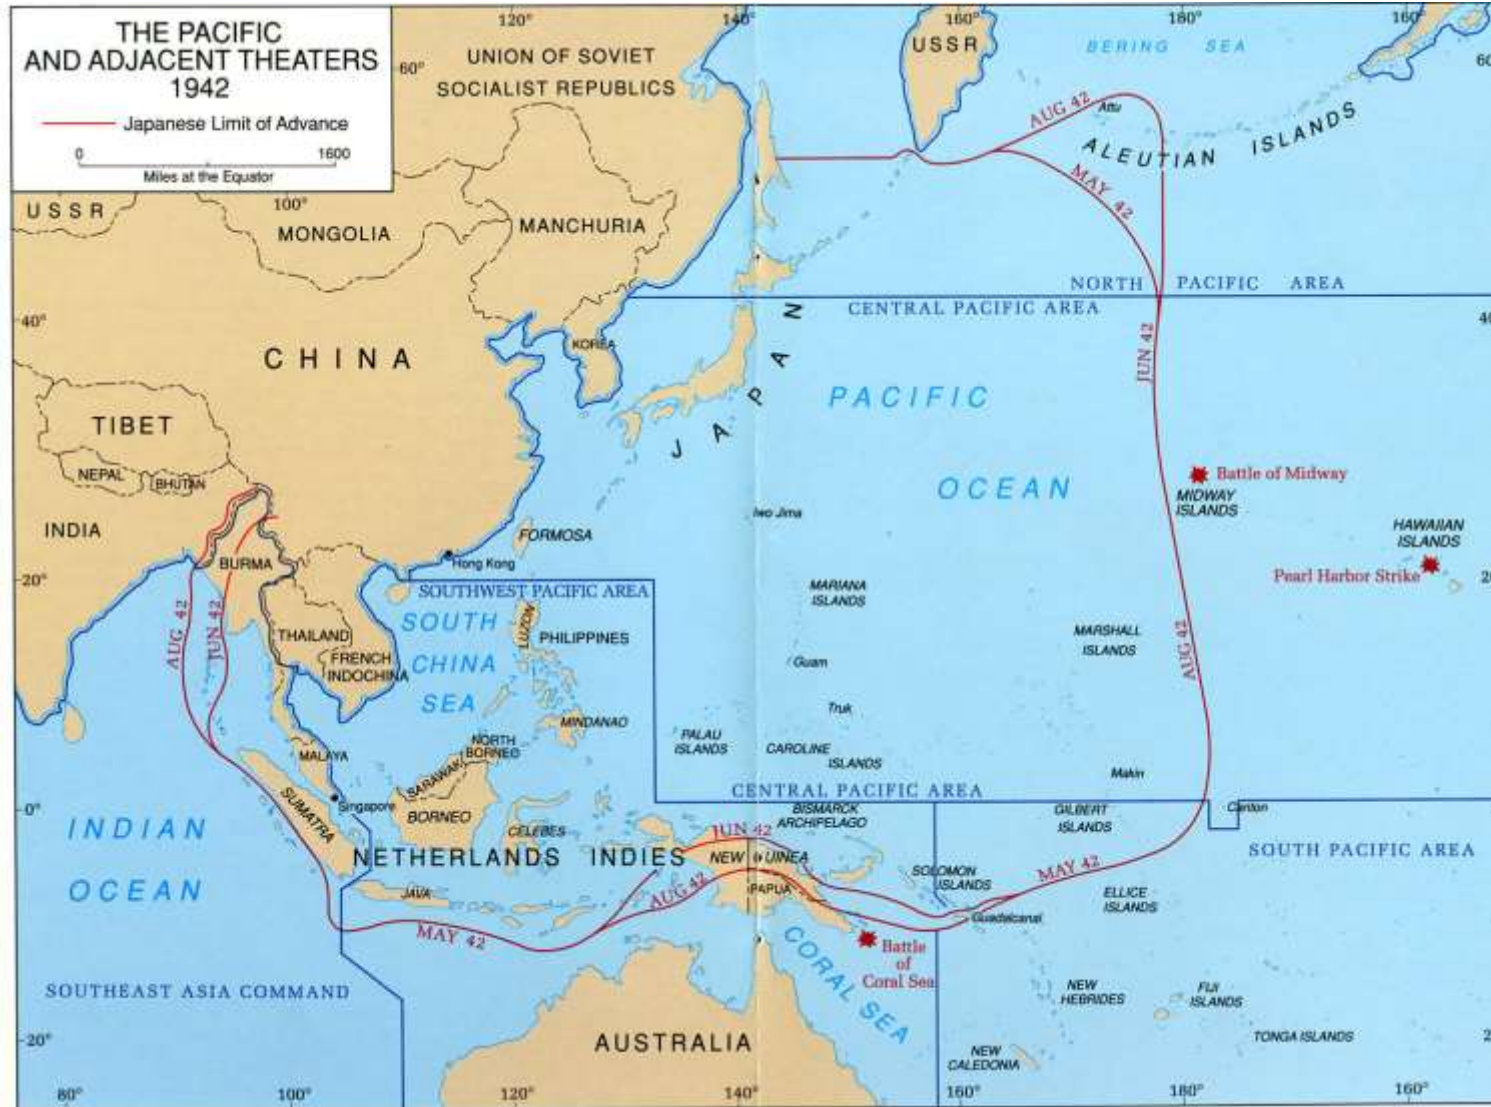 THE PACIFIC
AND ADJACENT THEATERS
1942
Japanese Limit of Advance
0 1600
Miles at the Equator
120° 140° 160° 180° 160°
60°
60
UNION OF SOVIET
SOCIALIST REPUBLICS
USSR
BERING SEA
AUG 42
Attu
ALEUTIAN ISLANDS
MAY 42
USSR
100°
MONGOLIA
MANCHURIA
NORTH PACIFIC AREA
CENTRAL PACIFIC AREA
40°
40
CHINA
KOREA
JAPAN
JUN 42
PACIFIC
OCEAN
TIBET
NEPAL
BHUTAN
INDIA
BURMA
Battle of Midway
MIDWAY
ISLANDS
Iwo Jima
HAWAIIAN
ISLANDS
Pearl Harbor Strike
FORMOSA
Hong Kong
20°
2
SOUTHWEST PACIFIC AREA
MARIANA
ISLANDS
AUG 42
JUN 42
THAILAND
FRENCH
INDOCHINA
SOUTH
CHINA
SEA
LUZON
PHILIPPINES
MARSHALL
ISLANDS
AUG 42
Guam
Truk
MINDANAO
PALAU
ISLANDS
CAROLINE
ISLANDS
NORTH
BORNEO
MALAYA
SARAWAK
Makin
CENTRAL PACIFIC AREA
0°
Singapore
SUMATRA
BORNEO
CELEBES
BISMARCK
ARCHIPELAGO
GILBERT
ISLANDS
Canton
INDIAN
OCEAN
JUN 42
NETHERLANDS INDIES
NEW GUINEA
SOUTH PACIFIC AREA
SOLOMON
ISLANDS
MAY 42
JAVA
AUG 42
PAPUA
ELLICE
ISLANDS
Guadalcanal
MAY 42
Battle
of
Coral Sea
CORAL SEA
SOUTHEAST ASIA COMMAND
NEW
HEBRIDES
FIJI
ISLANDS
20°
2
AUSTRALIA
TONGA ISLANDS
NEW
CALEDONIA
80° 100° 120° 140° 160° 180° 160°